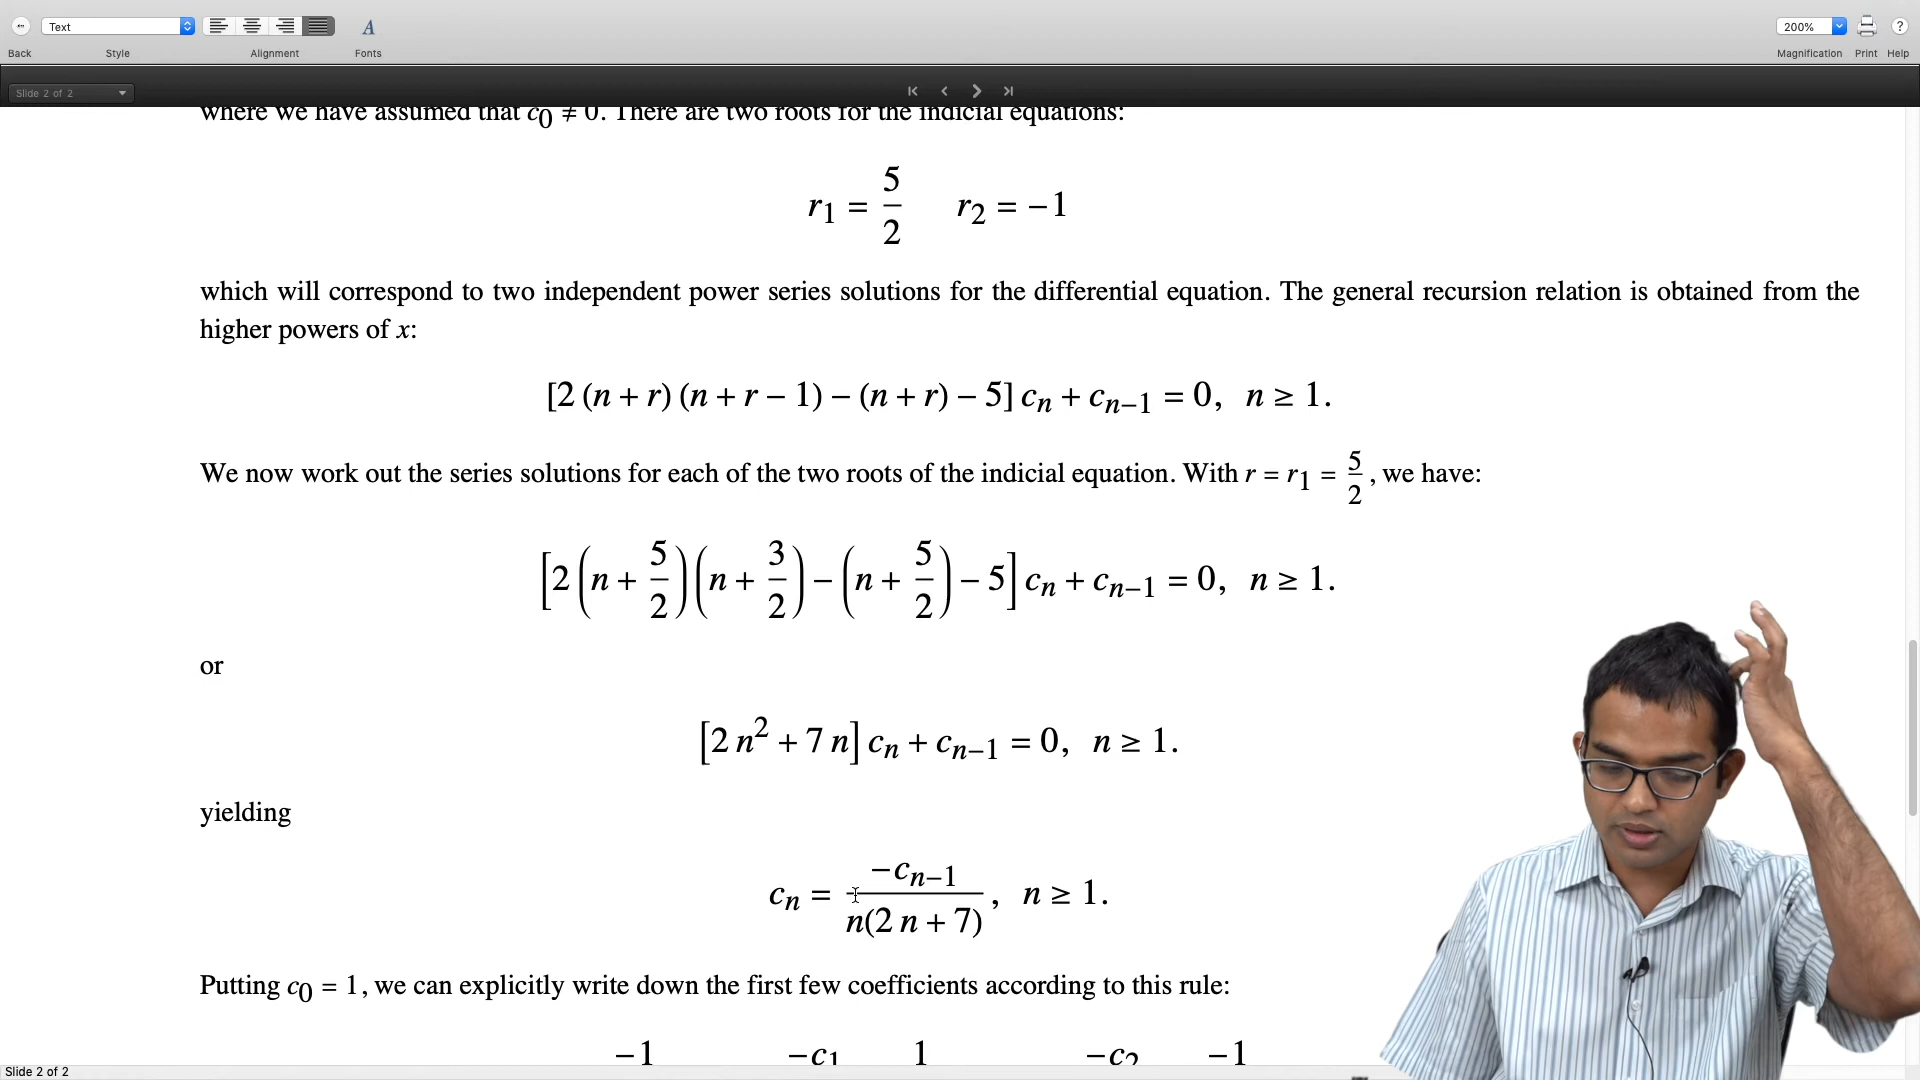 Text
200%
Back
Style
Alignment
Fonts
Magnification
Print
Help
Slide 2 of 2
where we have assumed that c0 ≠ 0. There are two roots for the indicial equations:
r1 = 5/2 r2 = −1
which will correspond to two independent power series solutions for the differential equation. The general recursion relation is obtained from the
higher powers of x:
[2 (n + r) (n + r − 1) − (n + r) − 5] cn + cn−1 = 0, n ≥ 1.
We now work out the series solutions for each of the two roots of the indicial equation. With r = r1 = 5/2, we have:
[2 (n + 5/2) (n + 3/2) − (n + 5/2) − 5] cn + cn−1 = 0, n ≥ 1.
or
[2 n² + 7 n] cn + cn−1 = 0, n ≥ 1.
yielding
cn = −cn−1 / n(2 n + 7), n ≥ 1.
Putting c0 = 1, we can explicitly write down the first few coefficients according to this rule:
−1 −c1 1 −c2 −1
Slide 2 of 2